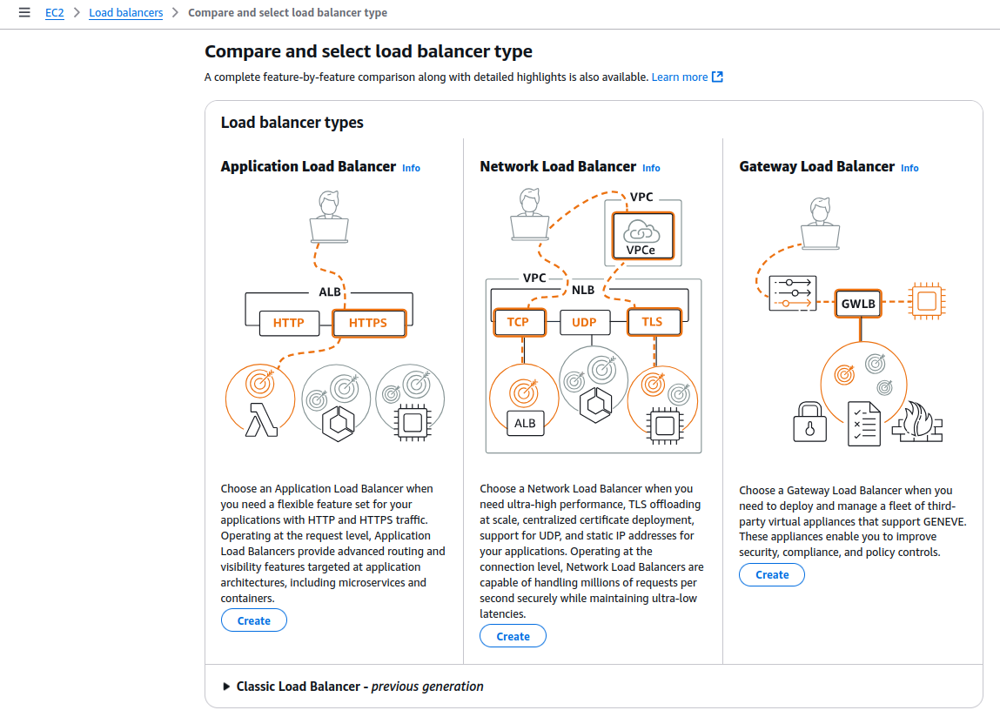 EC2 > Load balancers > Compare and select load balancer type
Compare and select load balancer type
A complete feature-by-feature comparison along with detailed highlights is also available. Learn more
Load balancer types
Application Load Balancer Info
ALB
HTTP HTTPS
Choose an Application Load Balancer when
you need a flexible feature set for your
applications with HTTP and HTTPS traffic.
Operating at the request level, Application
Load Balancers provide advanced routing and
visibility features targeted at application
architectures, including microservices and
containers.
Create
Network Load Balancer Info
VPC
VPCe
VPC
NLB
TCP UDP TLS
ALB
Choose a Network Load Balancer when you
need ultra-high performance, TLS offloading
at scale, centralized certificate deployment,
support for UDP, and static IP addresses for
your applications. Operating at the
connection level, Network Load Balancers are
capable of handling millions of requests per
second securely while maintaining ultra-low
latencies.
Create
Gateway Load Balancer Info
GWLB
Choose a Gateway Load Balancer when you
need to deploy and manage a fleet of third-
party virtual appliances that support GENEVE.
These appliances enable you to improve
security, compliance, and policy controls.
Create
Classic Load Balancer - previous generation